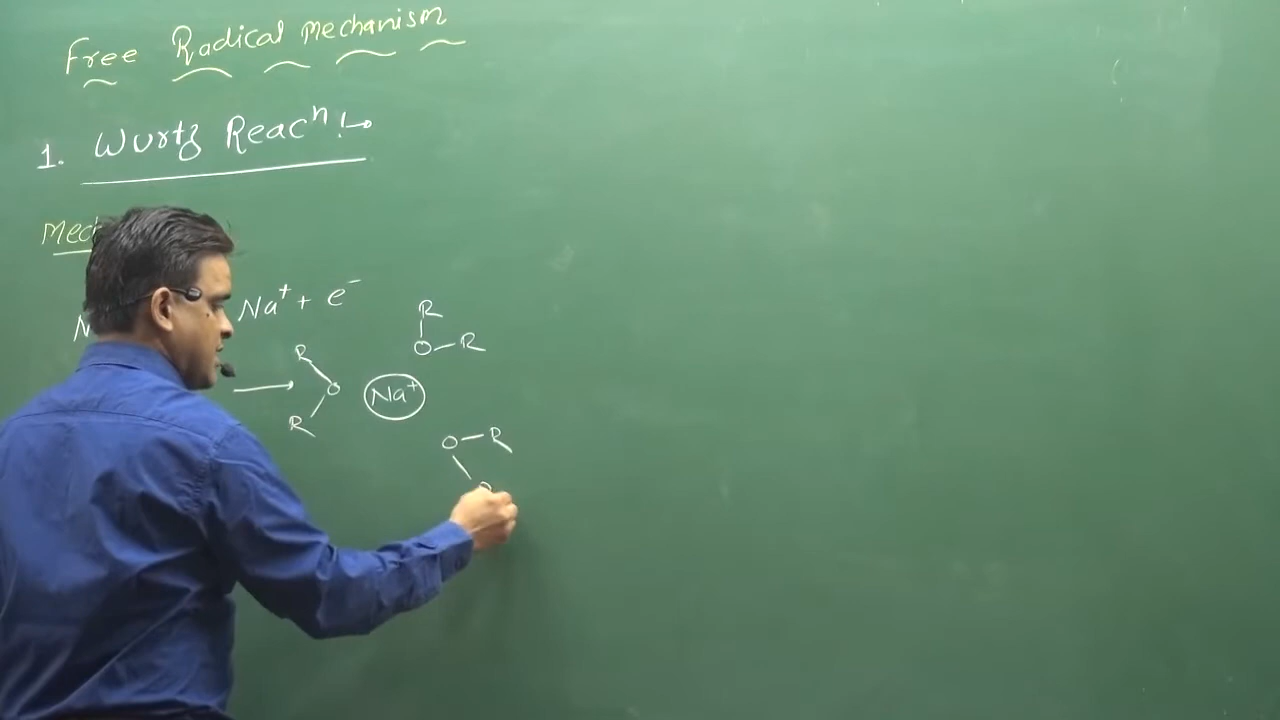 Free Radical mechanism
1. Wurtz Reacⁿ !→
Na⁺ + e⁻
R
O—R
→ R
O Na⁺
R
O—R